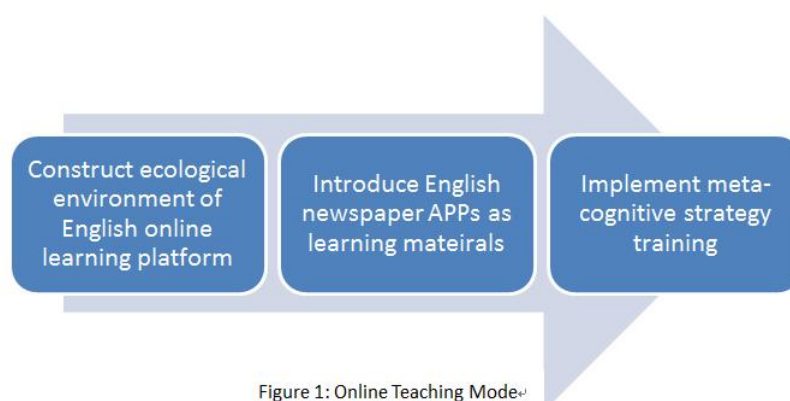 Construct ecological
environment of
English online
learning platform
Introduce English
newspaper APPs as
learning mateirals
Implement meta-
cognitive strategy
training
Figure 1: Online Teaching Mode